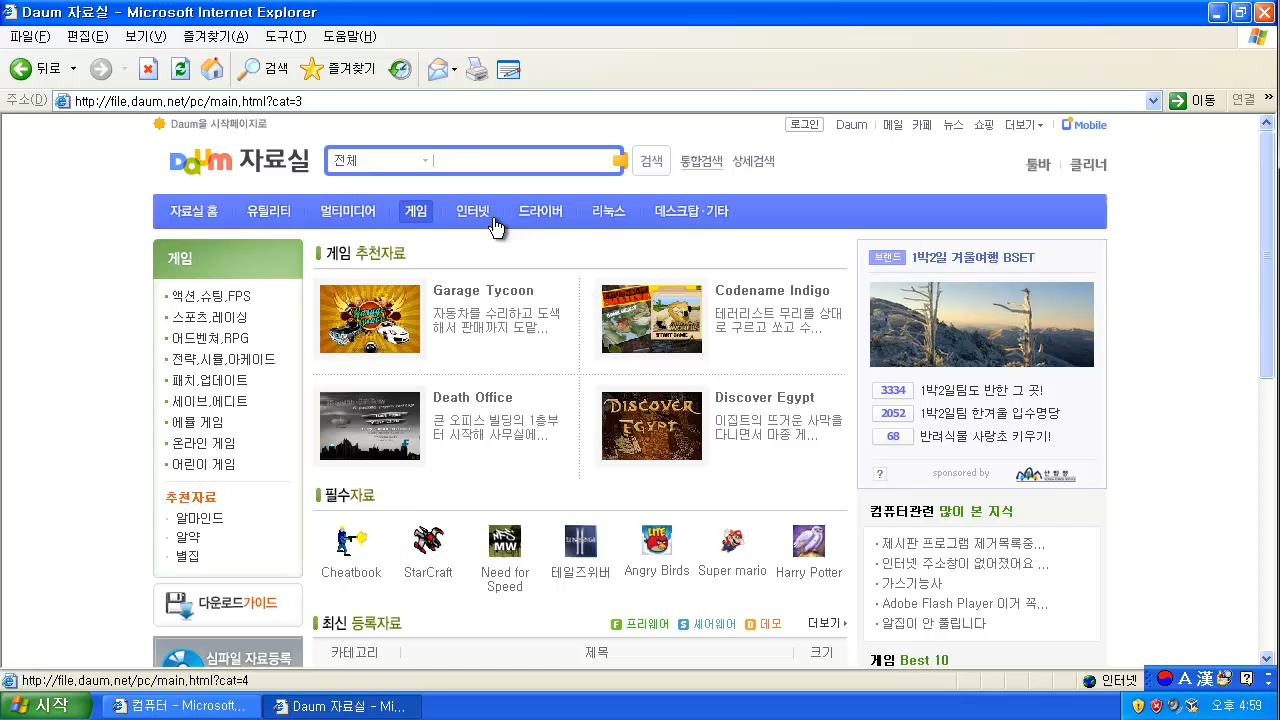 Daum 자료실 - Microsoft Internet Explorer
파일(F) 편집(E) 보기(V) 즐겨찾기(A) 도구(T) 도움말(H)
뒤로 검색 즐겨찾기
주소(D) http://file.daum.net/pc/main.html?cat=3 이동 연결 »
Daum을 시작페이지로
로그인 Daum 메일 카페 뉴스 쇼핑 더보기 Mobile
Daum 자료실 전체 검색 통합검색 상세검색 툴바 클리너
자료실 홈 유틸리티 멀티미디어 게임 인터넷 드라이버 리눅스 데스크탑·기타
게임
액션,슈팅,FPS
스포츠,레이싱
어드벤쳐,RPG
전략,시뮬,아케이드
패치,업데이트
세이브,에디트
에뮬 게임
온라인 게임
어린이 게임
추천자료
알마인드
알약
별집
다운로드가이드
심파일 자료등록
게임 추천자료
Garage Tycoon
자동차를 수리하고 도색
해서 판매까지 도맡...
Codename Indigo
테러리스트 무리를 상대
로 구르고 쏘고 수...
Death Office
큰 오피스 빌딩의 1층부
터 시작해 사무실에...
DISCOVER
EGYPT
Discover Egypt
이집트의 뜨거운 사막을
다니면서 마종 게...
필수자료
NFS
MW
LITE
Cheatbook StarCraft Need for Speed 테일즈위버 Angry Birds Super mario Harry Potter
최신 등록자료 F 프리웨어 S 셰어웨어 D 데모 더보기
카테고리 제목 크기
브랜드 1박2일 겨울여행 BSET
3334 1박2일팀도 반한 그 곳!
2052 1박2일팀 한겨울 입수명당
68 반려식물 사랑초 키우기!
? sponsored by 산림청
컴퓨터관련 많이 본 지식
제시판 프로그램 제거목록중...
인터넷 주소창이 없어졌어요 ...
가스기능사
Adobe Flash Player 이거 꼭...
알집이 안 풀립니다
게임 Best 10
http://file.daum.net/pc/main.html?cat=4 인터넷 A 漢
시작 컴퓨터 - Microsoft... Daum 자료실 - Mi... 오후 4:59